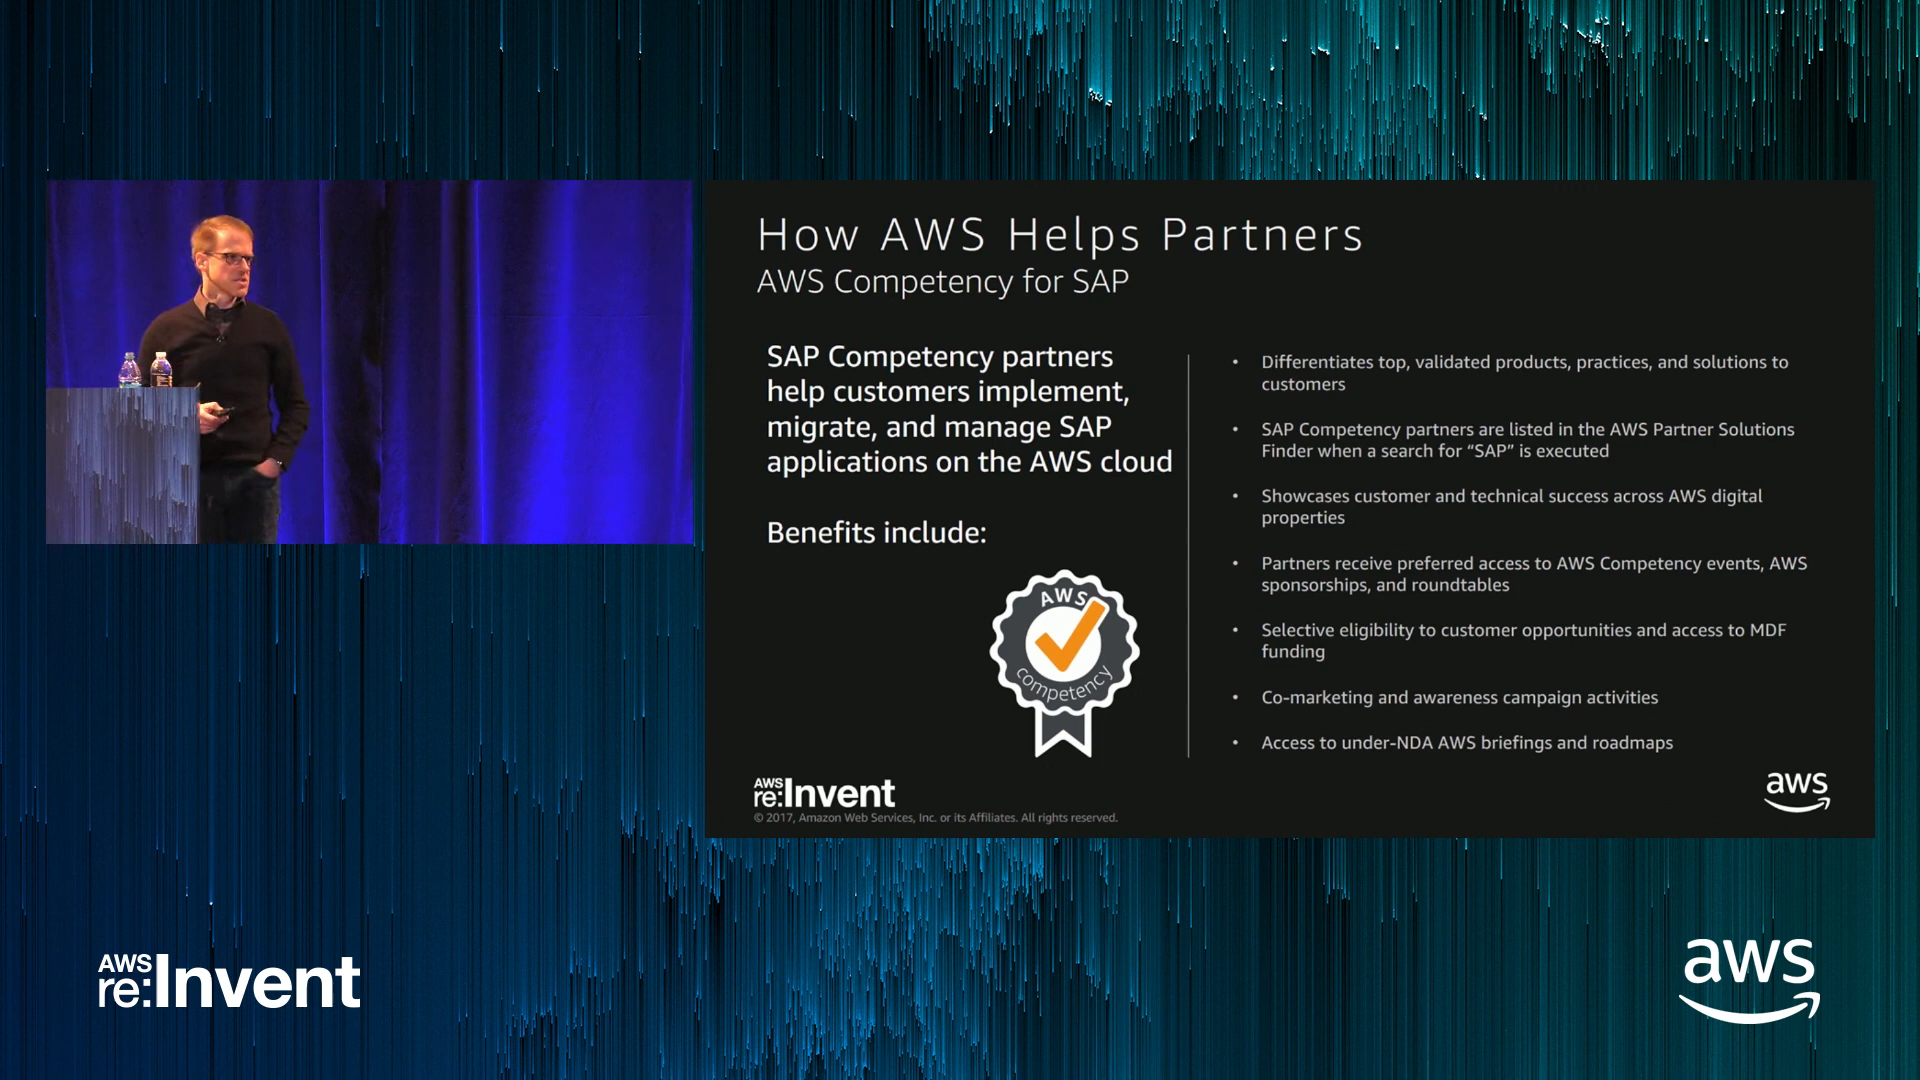 How AWS Helps Partners
AWS Competency for SAP
SAP Competency partners
help customers implement,
migrate, and manage SAP
applications on the AWS cloud
Benefits include:
AWS
competency
• Differentiates top, validated products, practices, and solutions to
customers
• SAP Competency partners are listed in the AWS Partner Solutions
Finder when a search for “SAP” is executed
• Showcases customer and technical success across AWS digital
properties
• Partners receive preferred access to AWS Competency events, AWS
sponsorships, and roundtables
• Selective eligibility to customer opportunities and access to MDF
funding
• Co-marketing and awareness campaign activities
• Access to under-NDA AWS briefings and roadmaps
AWS
re:Invent
© 2017, Amazon Web Services, Inc. or its Affiliates. All rights reserved.
aws
AWS
re:Invent
aws